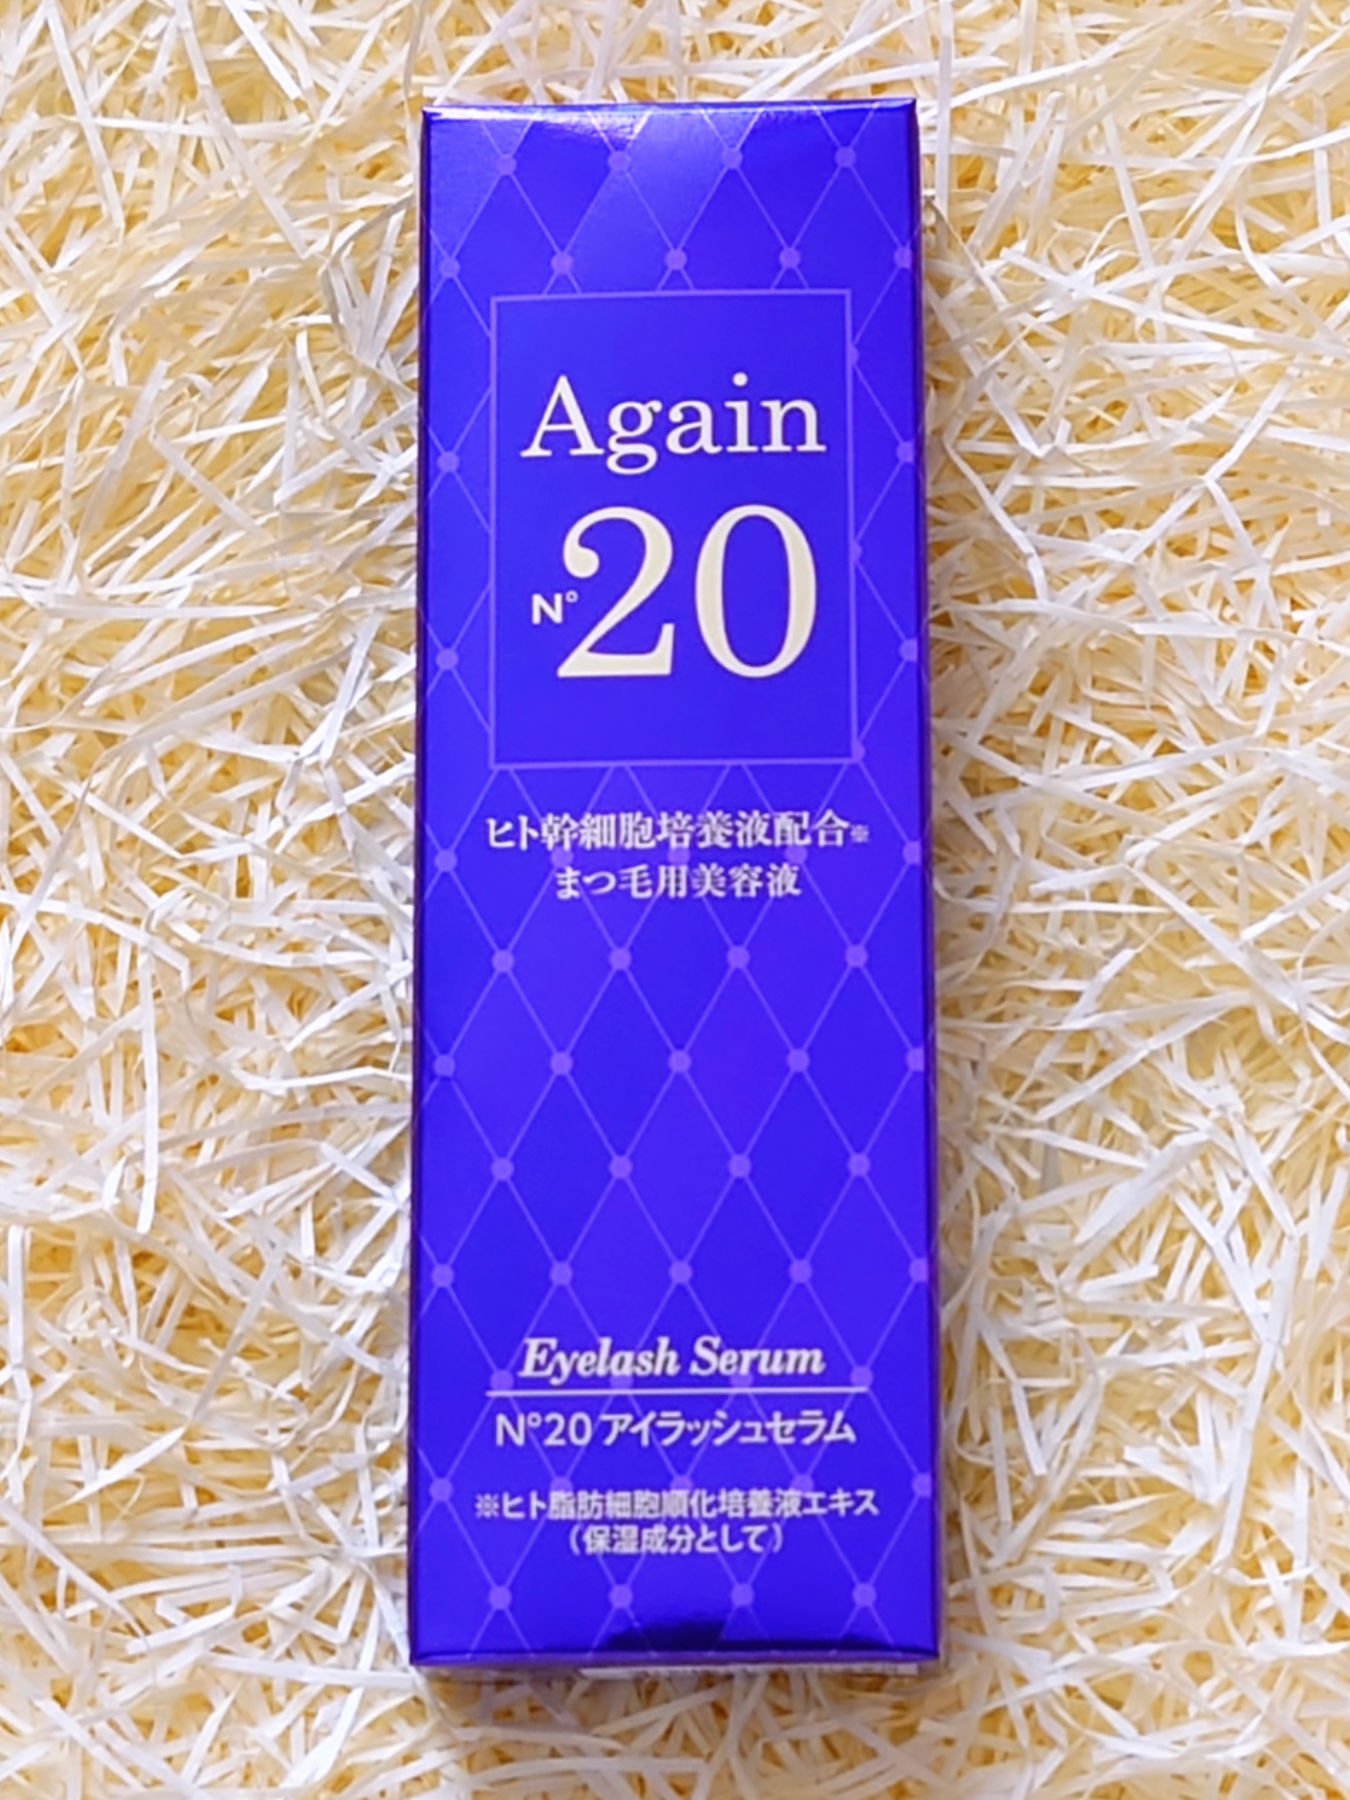 Again
N°20
ヒト幹細胞培養液配合※
まつ毛用美容液
Eyelash Serum
N°20 アイラッシュセラム
※ヒト脂肪細胞順化培養液エキス
（保湿成分として）